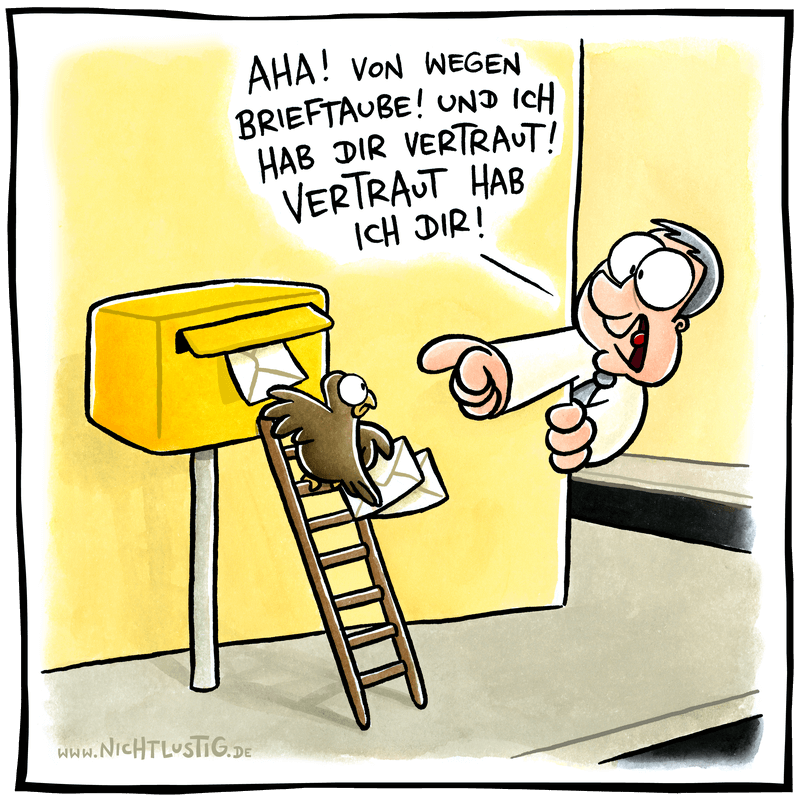 AHA! VON WEGEN
BRIEFTAUBE! UND ICH
HAB DIR VERTRAUT!
VERTRAUT HAB
ICH DIR!
WWW.NICHTLUSTIG.DE